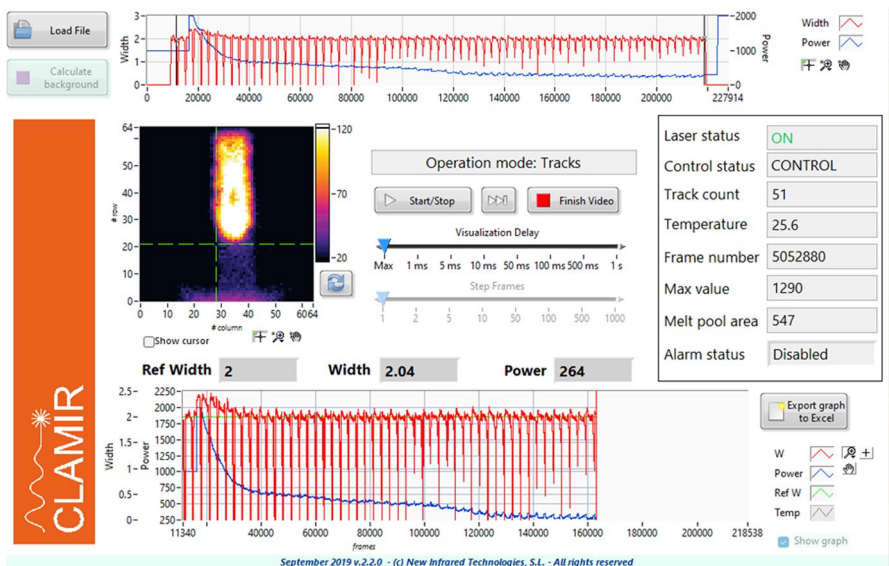 Load File
Calculate
background
3-
2-
1-
0-
Width
-2000
-1000
-0
Power
0 20000 40000 60000 80000 100000 120000 140000 160000 180000 200000 227914
Width
Power
64-
50-
40-
30-
20-
10-
0-
# row
0 10 20 30 40 50 6064
# column
-120
-70
-20
Show cursor
Operation mode: Tracks
Start/Stop
Finish Video
Visualization Delay
Max 1 ms 5 ms 10 ms 50 ms 100 ms 500 ms 1 s
Step Frames
1 2 5 10 50 100 500 1000
Laser status ON
Control status CONTROL
Track count 51
Temperature 25.6
Frame number 5052880
Max value 1290
Melt pool area 547
Alarm status Disabled
Ref Width 2
Width 2.04
Power 264
2.5-
2-
1.5-
1-
0.5-
0-
Width
2250-
2000-
1750-
1500-
1250-
1000-
750-
500-
250-
Power
11340 40000 60000 80000 100000 120000 140000 160000 180000 200000 218538
frames
Export graph
to Excel
W
Power
Ref W
Temp
Show graph
CLAMIR
September 2019 v.2.2.0 - (c) New Infrared Technologies, S.L. - All rights reserved